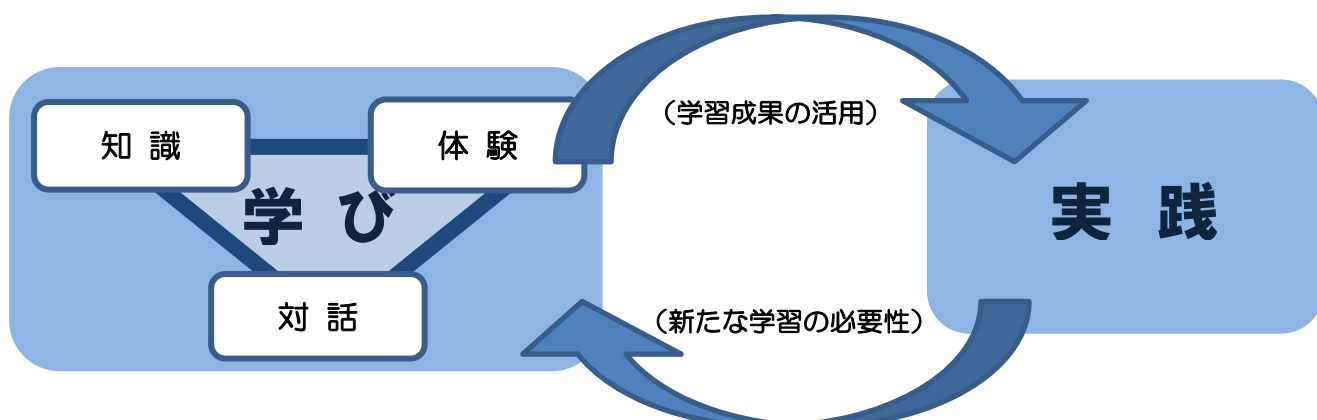 知 識
体 験
学 び
対 話
（学習成果の活用）
実 践
（新たな学習の必要性）